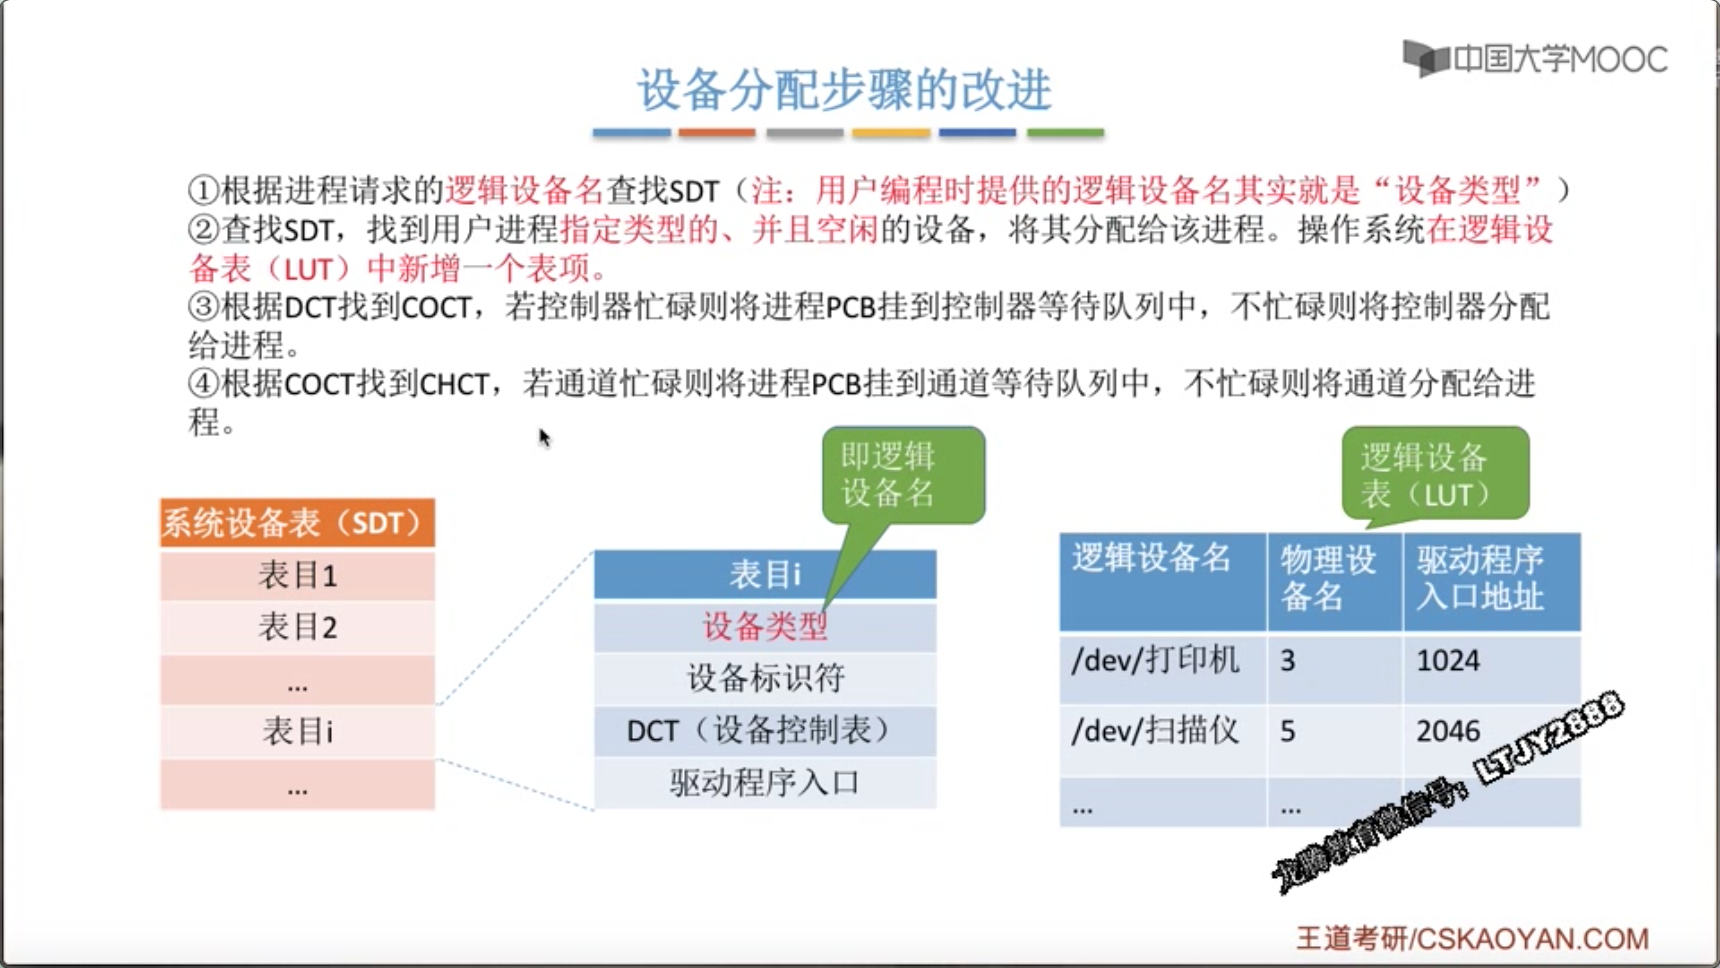 中国大学MOOC
设备分配步骤的改进
①根据进程请求的逻辑设备名查找SDT（注：用户编程时提供的逻辑设备名其实就是“设备类型”）
②查找SDT，找到用户进程指定类型的、并且空闲的设备，将其分配给该进程。操作系统在逻辑设
备表（LUT）中新增一个表项。
③根据DCT找到COCT，若控制器忙碌则将进程PCB挂到控制器等待队列中，不忙碌则将控制器分配
给进程。
④根据COCT找到CHCT，若通道忙碌则将进程PCB挂到通道等待队列中，不忙碌则将通道分配给进
程。
即逻辑
设备名
逻辑设备
表（LUT）
系统设备表（SDT）
表目1
表目2
...
表目i
...
表目i
设备类型
设备标识符
DCT（设备控制表）
驱动程序入口
逻辑设备名 物理设备名 驱动程序入口地址
/dev/打印机 3 1024
/dev/扫描仪 5 2046
... ...
龙腾教育微信号：LTJY2888
王道考研/CSKAOYAN.COM